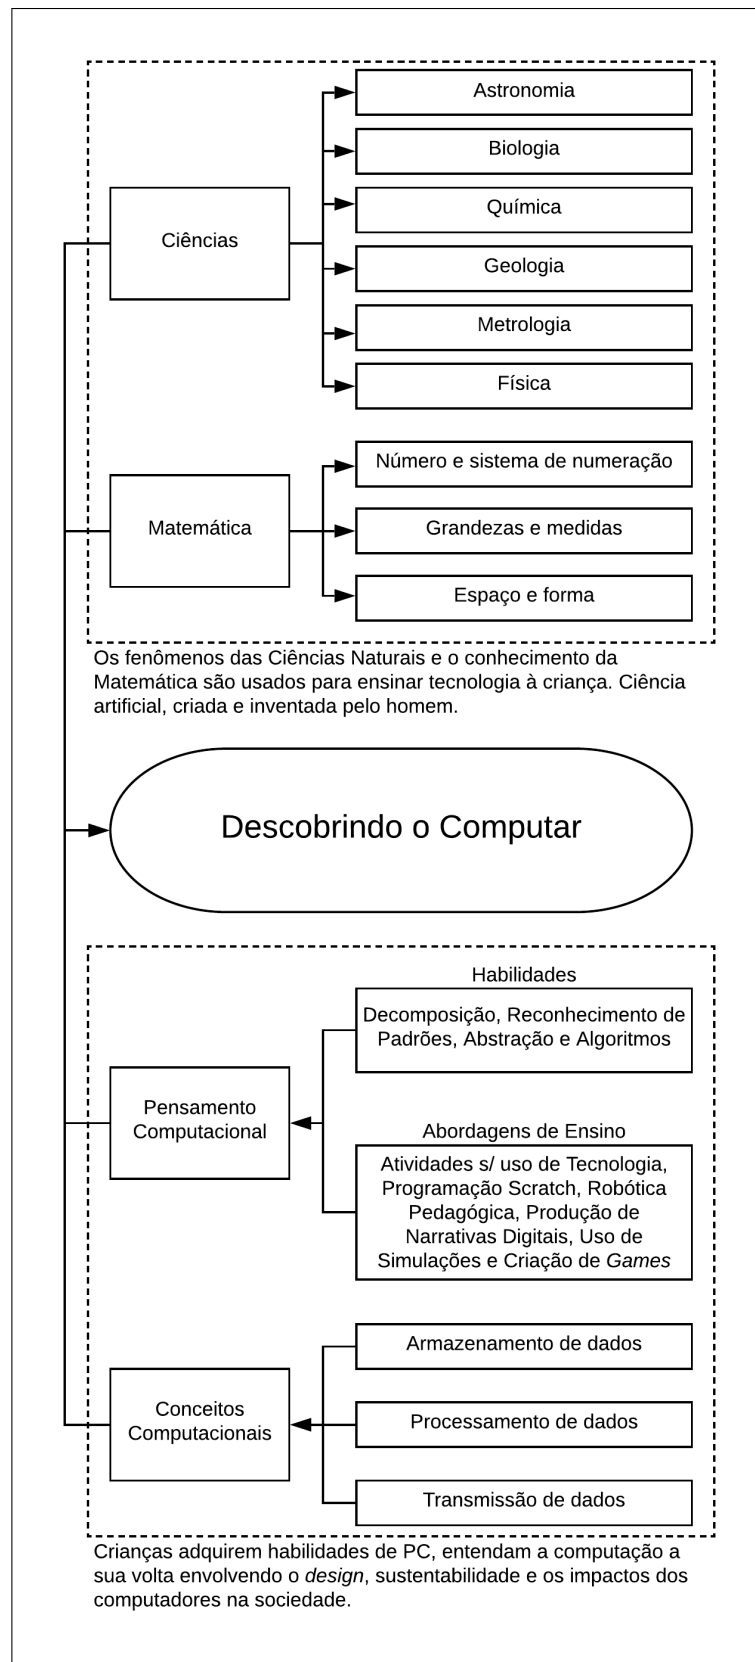 Astronomia
Biologia
Química
Ciências
Geologia
Metrologia
Física
Número e sistema de numeração
Matemática
Grandezas e medidas
Espaço e forma
Os fenômenos das Ciências Naturais e o conhecimento da
Matemática são usados para ensinar tecnologia à criança. Ciência
artificial, criada e inventada pelo homem.
Descobrindo o Computar
Habilidades
Decomposição, Reconhecimento de
Padrões, Abstração e Algoritmos
Pensamento
Computacional
Abordagens de Ensino
Atividades s/ uso de Tecnologia,
Programação Scratch, Robótica
Pedagógica, Produção de
Narrativas Digitais, Uso de
Simulações e Criação de Games
Armazenamento de dados
Conceitos
Computacionais
Processamento de dados
Transmissão de dados
Crianças adquirem habilidades de PC, entendam a computação a
sua volta envolvendo o design, sustentabilidade e os impactos dos
computadores na sociedade.